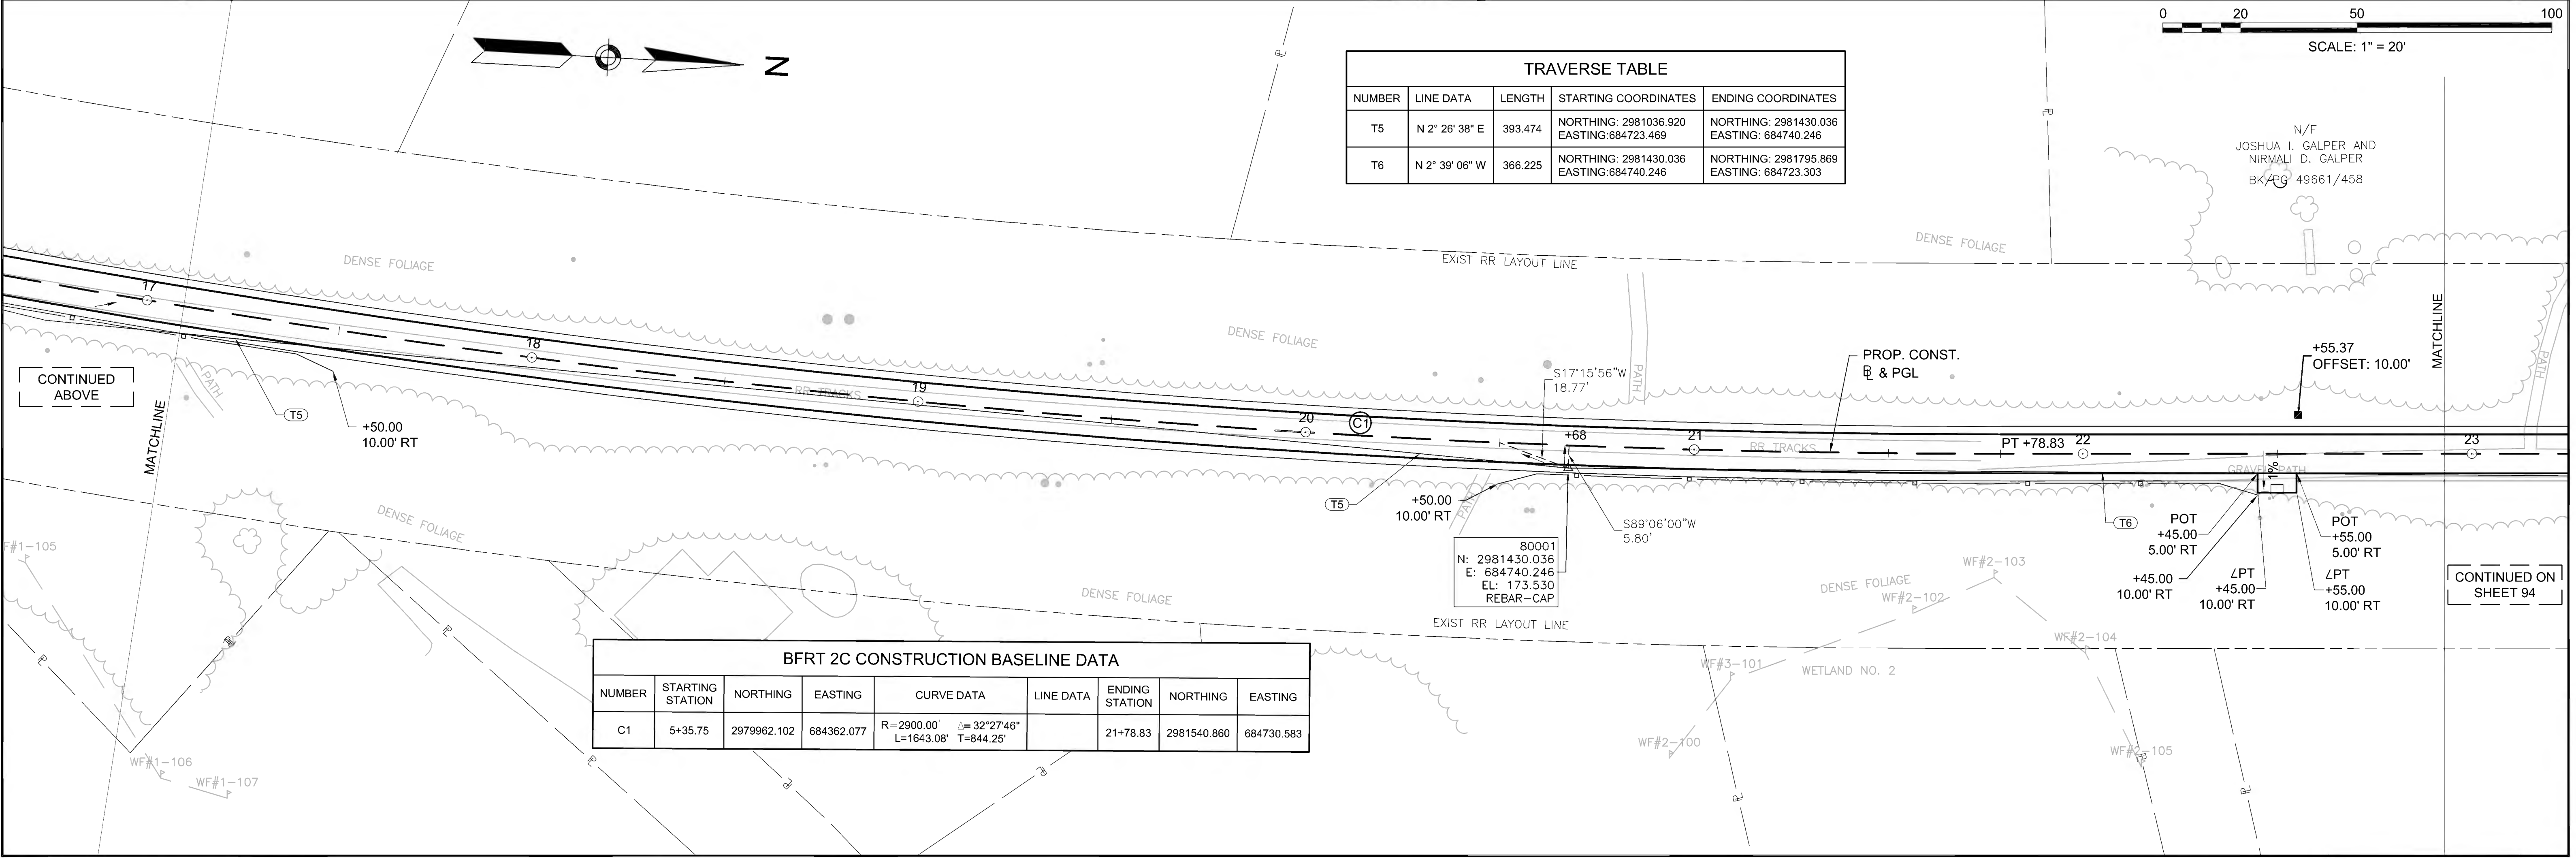 N
0 20 50 100
SCALE: 1" = 20'
TRAVERSE TABLE
NUMBER LINE DATA LENGTH STARTING COORDINATES ENDING COORDINATES
T5 N 2° 26' 38" E 393.474 NORTHING: 2981036.920 NORTHING: 2981430.036
EASTING:684723.469 EASTING: 684740.246
T6 N 2° 39' 06" W 366.225 NORTHING: 2981430.036 NORTHING: 2981795.869
EASTING:684740.246 EASTING: 684723.303
N/F
JOSHUA I. GALPER AND
NIRMALI D. GALPER
BK/PG 49661/458
DENSE FOLIAGE
EXIST RR LAYOUT LINE
DENSE FOLIAGE
DENSE FOLIAGE
17
18
RR TRACKS
19
20
C1
S17°15'56"W
18.77'
PATH
PROP. CONST.
℄ & PGL
+55.37
OFFSET: 10.00'
MATCHLINE
PATH
CONTINUED
ABOVE
MATCHLINE
PATH
T5
+50.00
10.00' RT
+68
21
RR TRACKS
PT +78.83
22
23
GRAVEL PATH
1%
T5
+50.00
10.00' RT
PATH
S89°06'00"W
5.80'
T6
POT
+45.00
5.00' RT
POT
+55.00
5.00' RT
+45.00
10.00' RT
∠PT
+45.00
10.00' RT
∠PT
+55.00
10.00' RT
CONTINUED ON
SHEET 94
80001
N: 2981430.036
E: 684740.246
EL: 173.530
REBAR-CAP
EXIST RR LAYOUT LINE
DENSE FOLIAGE
DENSE FOLIAGE
DENSE FOLIAGE
F#1-105
WF#1-106
WF#1-107
WF#2-103
WF#2-102
WF#2-104
WF#3-101
WETLAND NO. 2
WF#2-100
WF#2-105
BFRT 2C CONSTRUCTION BASELINE DATA
NUMBER STARTING STATION NORTHING EASTING CURVE DATA LINE DATA ENDING STATION NORTHING EASTING
C1 5+35.75 2979962.102 684362.077 R=2900.00' Δ= 32°27'46" 21+78.83 2981540.860 684730.583
L=1643.08' T=844.25'